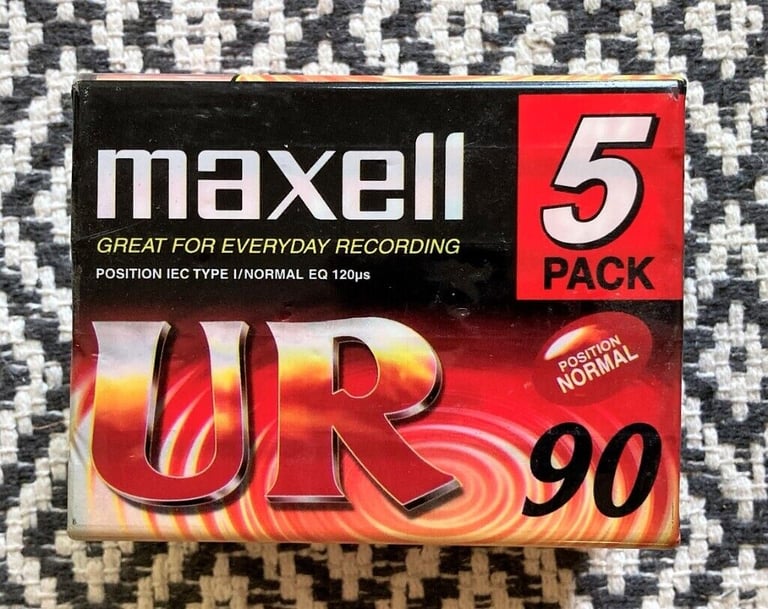 maxell
GREAT FOR EVERYDAY RECORDING
POSITION IEC TYPE I/NORMAL EQ 120µs
5
PACK
UR
POSITION
NORMAL
90